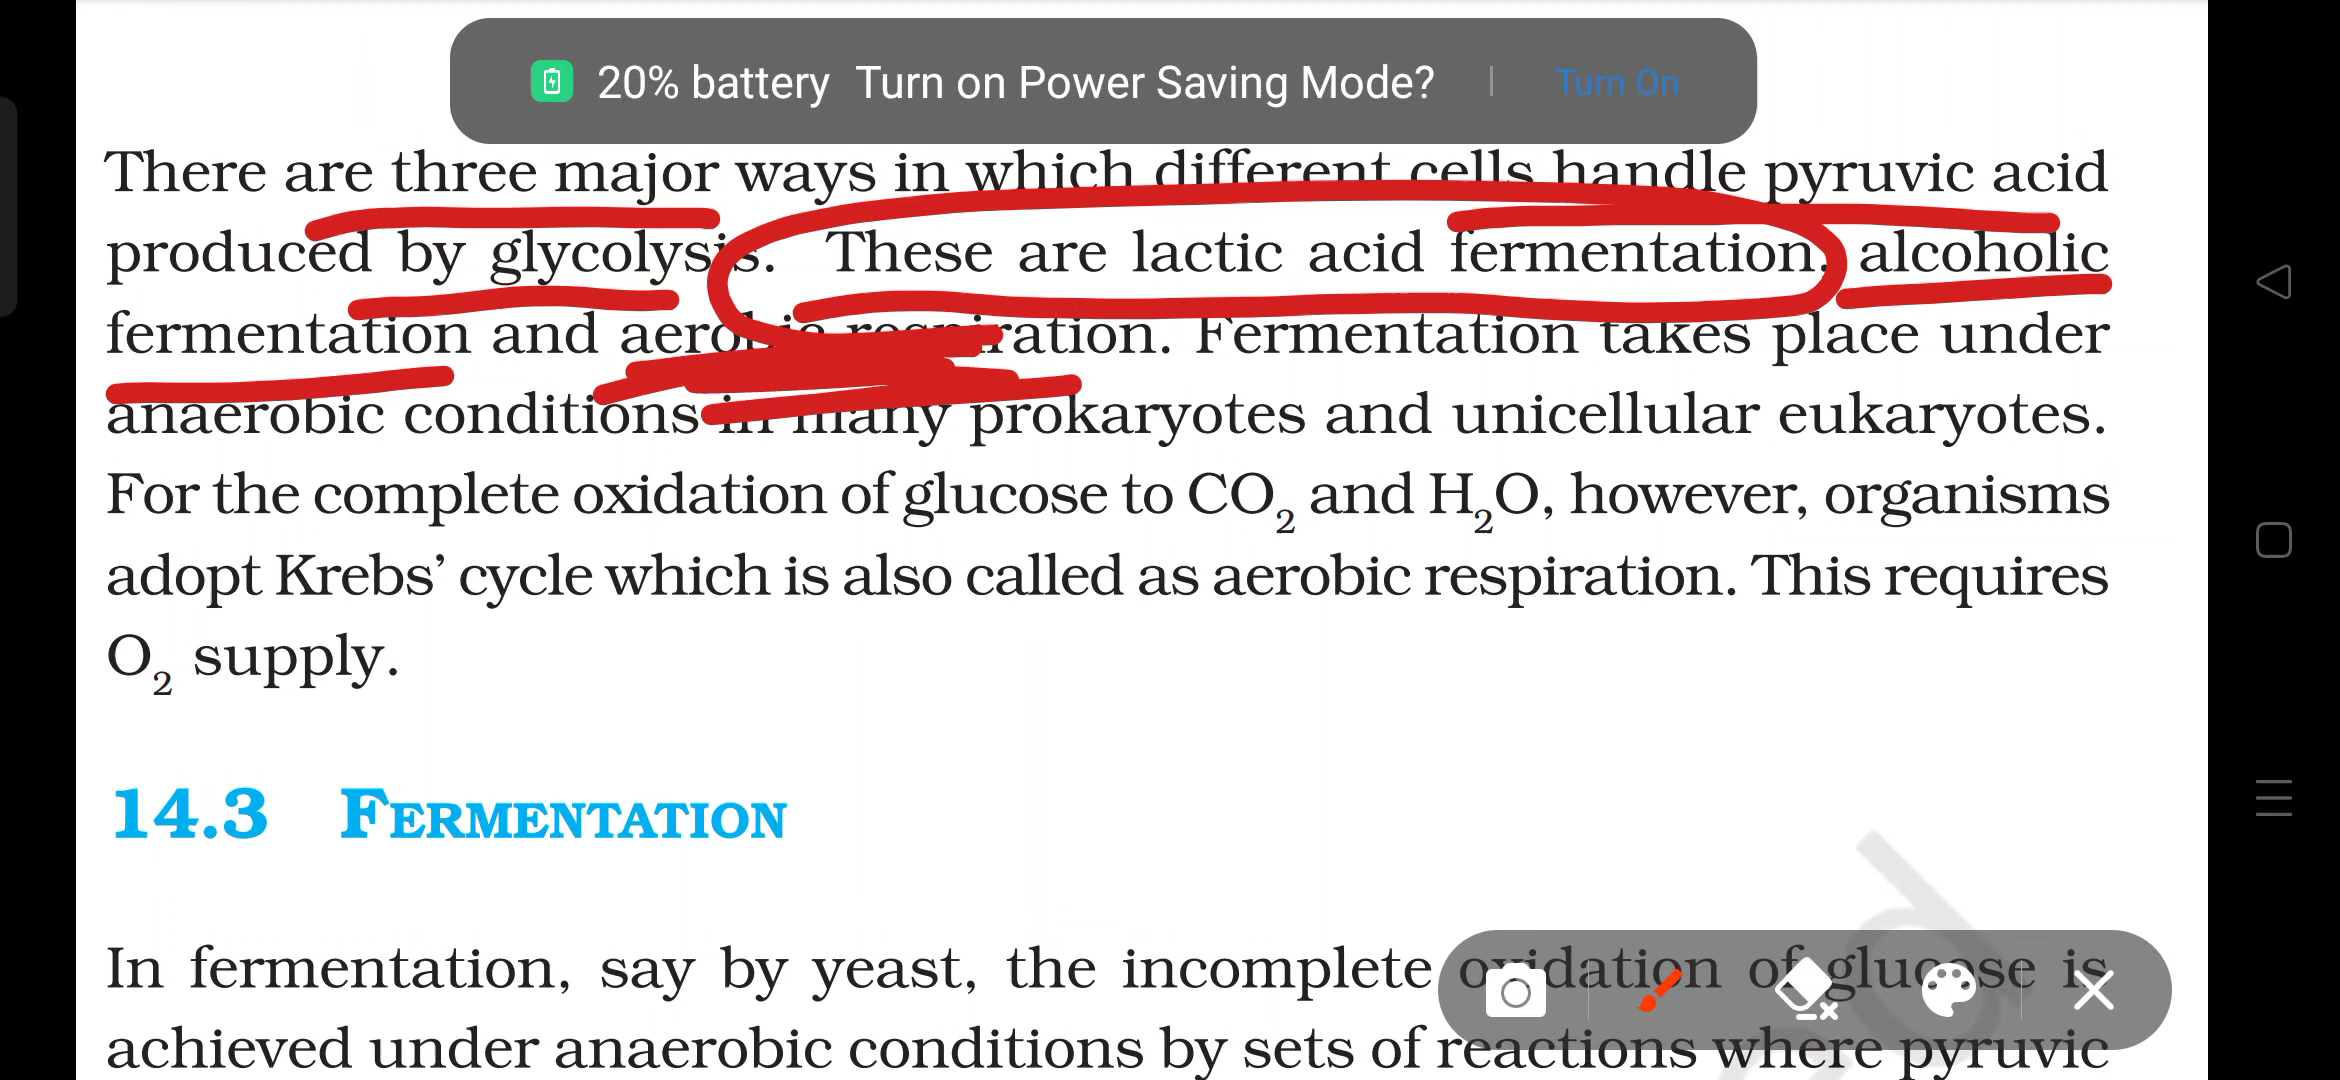 20% battery Turn on Power Saving Mode? | Turn On
There are three major ways in which different cells handle pyruvic acid
produced by glycolysis. These are lactic acid fermentation, alcoholic
fermentation and aerobic respiration. Fermentation takes place under
anaerobic conditions in many prokaryotes and unicellular eukaryotes.
For the complete oxidation of glucose to CO₂ and H₂O, however, organisms
adopt Krebs’ cycle which is also called as aerobic respiration. This requires
O₂ supply.
14.3 FERMENTATION
In fermentation, say by yeast, the incomplete oxidation of glucose is
achieved under anaerobic conditions by sets of reactions where pyruvic